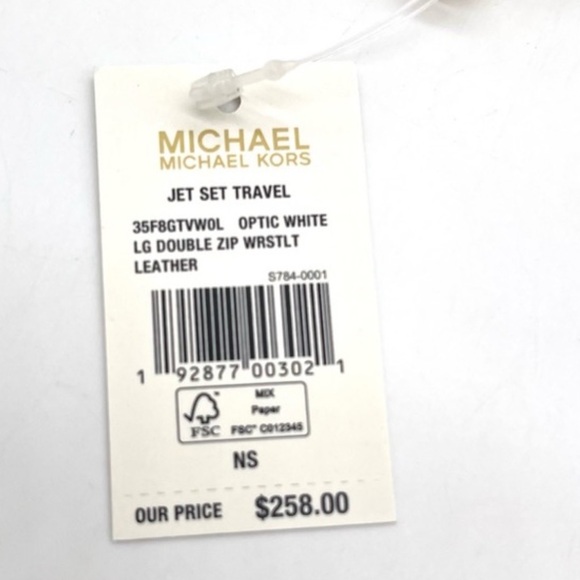 MICHAEL
MICHAEL KORS
JET SET TRAVEL
35F8GTVW0L OPTIC WHITE
LG DOUBLE ZIP WRSTLT
LEATHER
S784-0001
1 92877 00302 1
FSC
MIX
Paper
FSC® C012345
NS
OUR PRICE $258.00